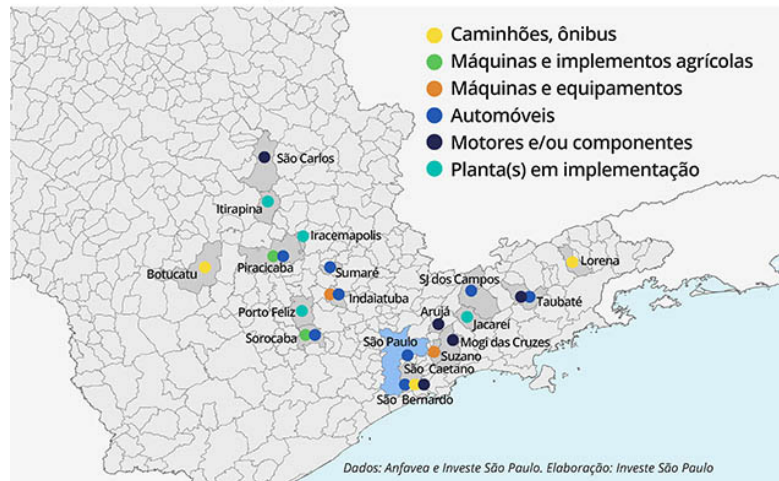 Caminhões, ônibus
Máquinas e implementos agrícolas
Máquinas e equipamentos
Automóveis
Motores e/ou componentes
Planta(s) em implementação
São Carlos
Itirapina
Iracemapolis
Botucatu
Piracicaba
Sumaré
SJ dos Campos
Lorena
Indaiatuba
Taubaté
Porto Feliz
Arujá
Jacareí
Sorocaba
São Paulo
Mogi das Cruzes
Suzano
São Caetano
São Bernardo
Dados: Anfavea e Investe São Paulo. Elaboração: Investe São Paulo